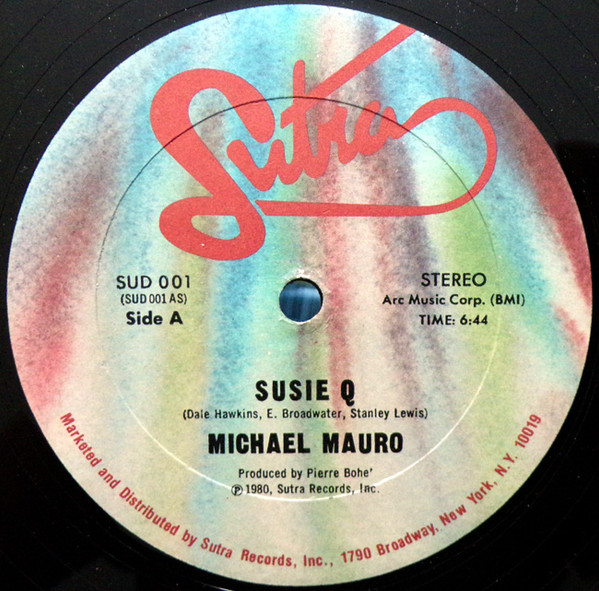 Sutra
SUD 001
(SUD 001 AS)
Side A
STEREO
Arc Music Corp. (BMI)
TIME: 6:44
SUSIE Q
(Dale Hawkins, E. Broadwater, Stanley Lewis)
MICHAEL MAURO
Produced by Pierre Bohe'
℗ 1980, Sutra Records, Inc.
Marketed and Distributed by Sutra Records, Inc., 1790 Broadway, New York, N.Y. 10019